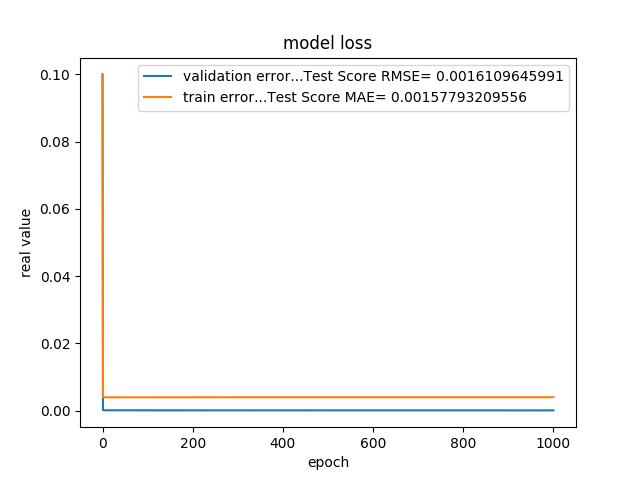 model loss
validation error...Test Score RMSE= 0.0016109645991
train error...Test Score MAE= 0.00157793209556
0.10
0.08
0.06
0.04
0.02
0.00
real value
0 200 400 600 800 1000
epoch